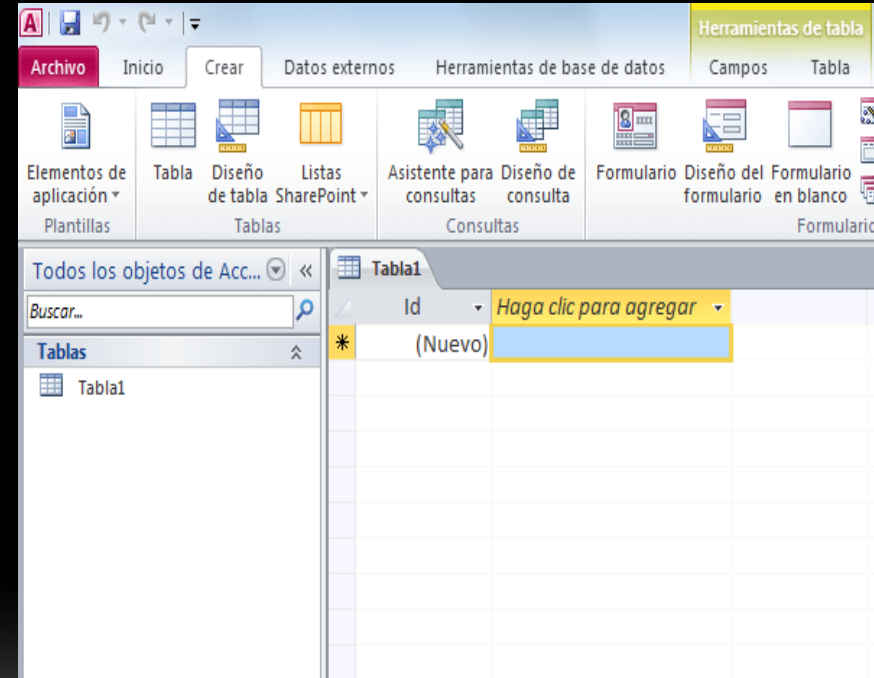 A
Herramientas de tabla
Archivo Inicio Crear Datos externos Herramientas de base de datos Campos Tabla
Elementos de aplicación
Tabla
Diseño de tabla
Listas SharePoint
Asistente para consultas
Diseño de consulta
Formulario
Diseño del formulario
Formulario en blanco
Plantillas Tablas Consultas Formulario
Todos los objetos de Acc... «
Buscar...
Tablas
Tabla1
Tabla1
Id Haga clic para agregar
* (Nuevo)